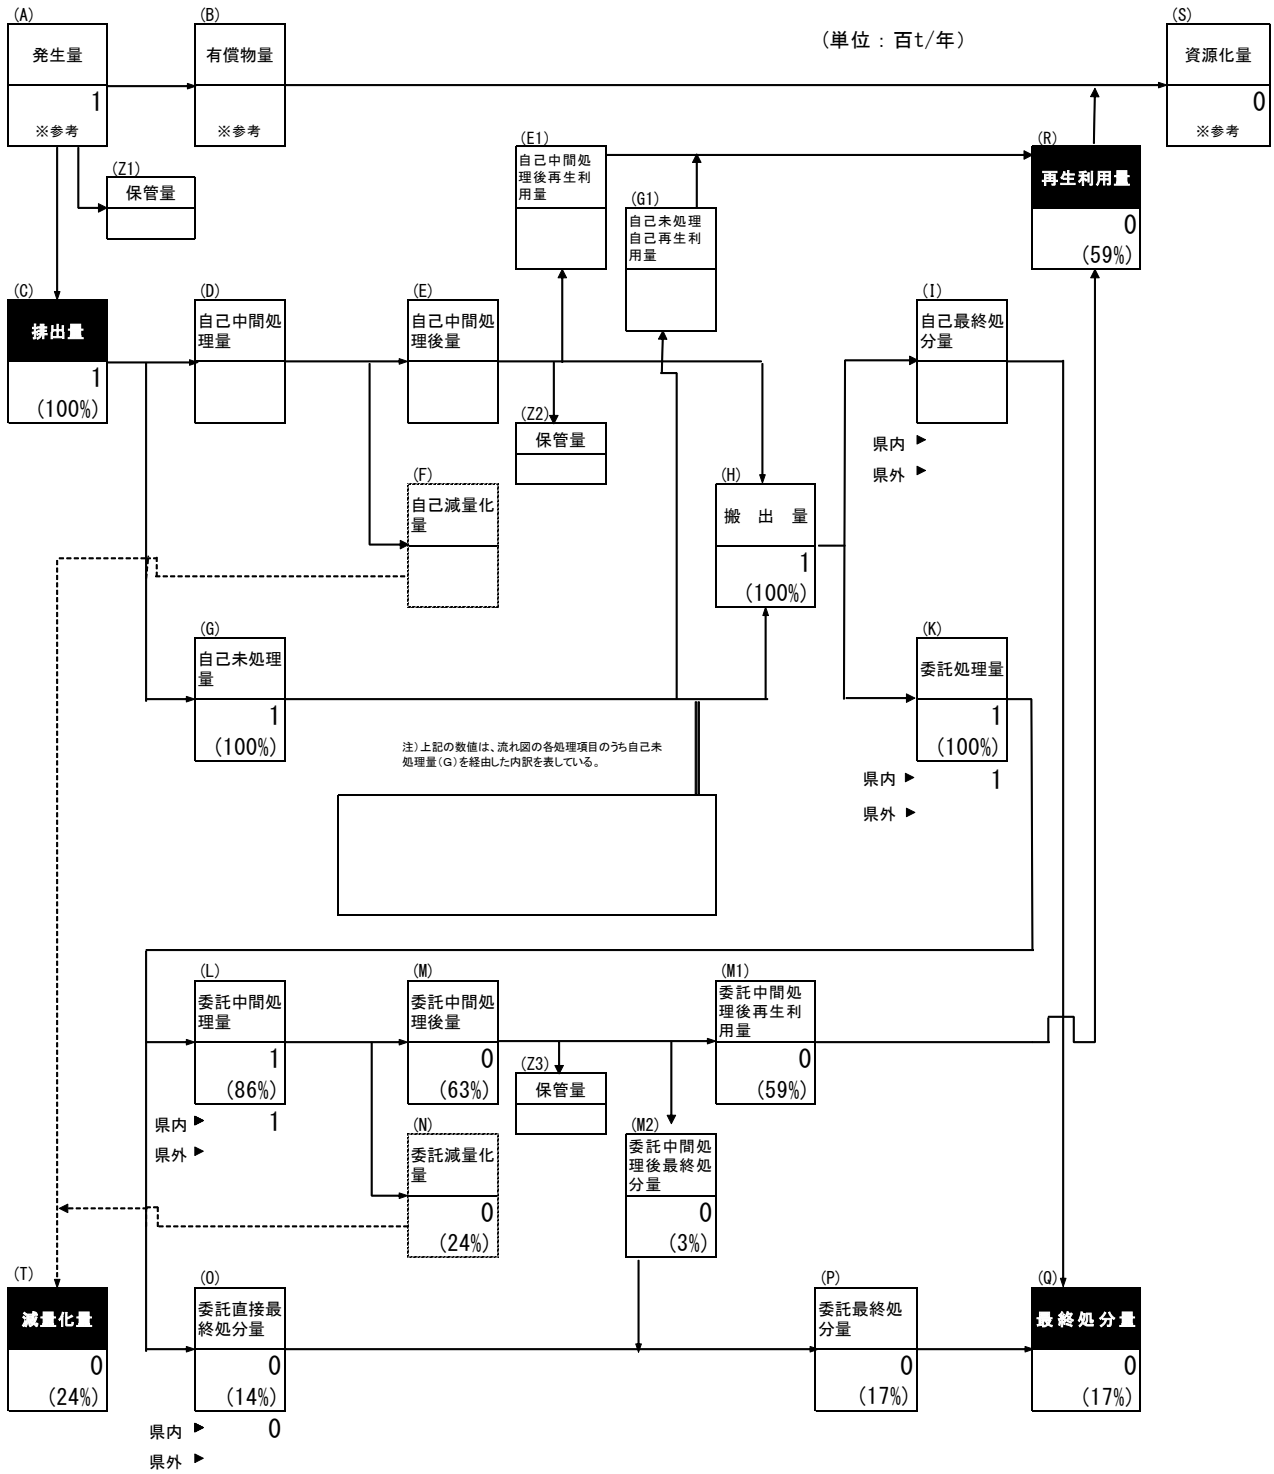 (A)
発生量
1
※参考
(B)
有償物量
※参考
(単位：百t/年)
(S)
資源化量
0
※参考
(Z1)
保管量
(E1)
自己中間処
理後再生利
用量
(G1)
自己未処理
自己再生利
用量
(R)
再生利用量
0
(59%)
(C)
排出量
1
(100%)
(D)
自己中間処
理量
(E)
自己中間処
理後量
(Z2)
保管量
(F)
自己減量化
量
(H)
搬 出 量
1
(100%)
(I)
自己最終処
分量
県内 ▶
県外 ▶
(G)
自己未処理
量
1
(100%)
(K)
委託処理量
1
(100%)
県内 ▶ 1
県外 ▶
注）上記の数値は、流れ図の各処理項目のうち自己未
処理量（G）を経由した内訳を表している。
(L)
委託中間処
理量
1
(86%)
県内 ▶ 1
県外 ▶
(M)
委託中間処
理後量
0
(63%)
(Z3)
保管量
(M1)
委託中間処
理後再生利
用量
0
(59%)
(N)
委託減量化
量
0
(24%)
(M2)
委託中間処
理後最終処
分量
0
(3%)
(T)
減量化量
0
(24%)
(O)
委託直接最
終処分量
0
(14%)
県内 ▶ 0
県外 ▶
(P)
委託最終処
分量
0
(17%)
(Q)
最終処分量
0
(17%)